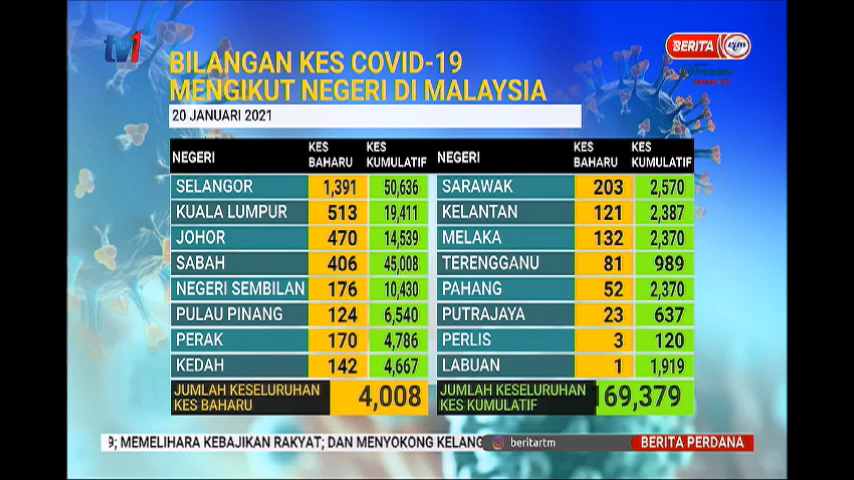 tv1
BERITA rtm
BILANGAN KES COVID-19
MENGIKUT NEGERI DI MALAYSIA
20 JANUARI 2021
NEGERI KES BAHARU KES KUMULATIF NEGERI KES BAHARU KES KUMULATIF
SELANGOR 1,391 50,636 SARAWAK 203 2,570
KUALA LUMPUR 513 19,411 KELANTAN 121 2,387
JOHOR 470 14,539 MELAKA 132 2,370
SABAH 406 45,008 TERENGGANU 81 989
NEGERI SEMBILAN 176 10,430 PAHANG 52 2,370
PULAU PINANG 124 6,540 PUTRAJAYA 23 637
PERAK 170 4,786 PERLIS 3 120
KEDAH 142 4,667 LABUAN 1 1,919
JUMLAH KESELURUHAN KES BAHARU 4,008 JUMLAH KESELURUHAN KES KUMULATIF 169,379
9; MEMELIHARA KEBAJIKAN RAKYAT; DAN MENYOKONG KELANG beritartm BERITA PERDANA